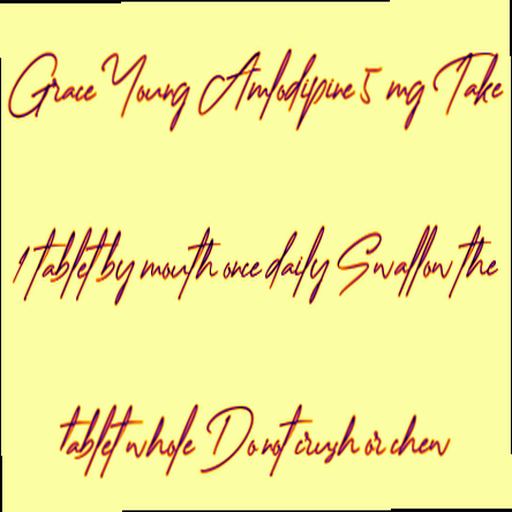 Grace Young Amlodipine 5 mg Take
1 tablet by mouth once daily Swallow the
tablet whole Do not crush or chew